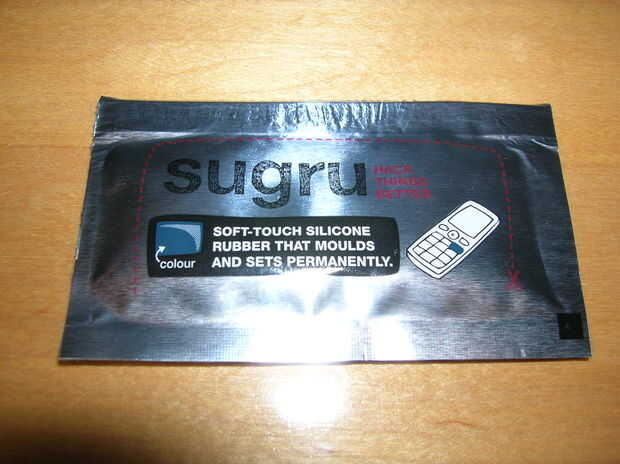 sugru
HACK
THINGS
BETTER
SOFT-TOUCH SILICONE
RUBBER THAT MOULDS
AND SETS PERMANENTLY.
colour